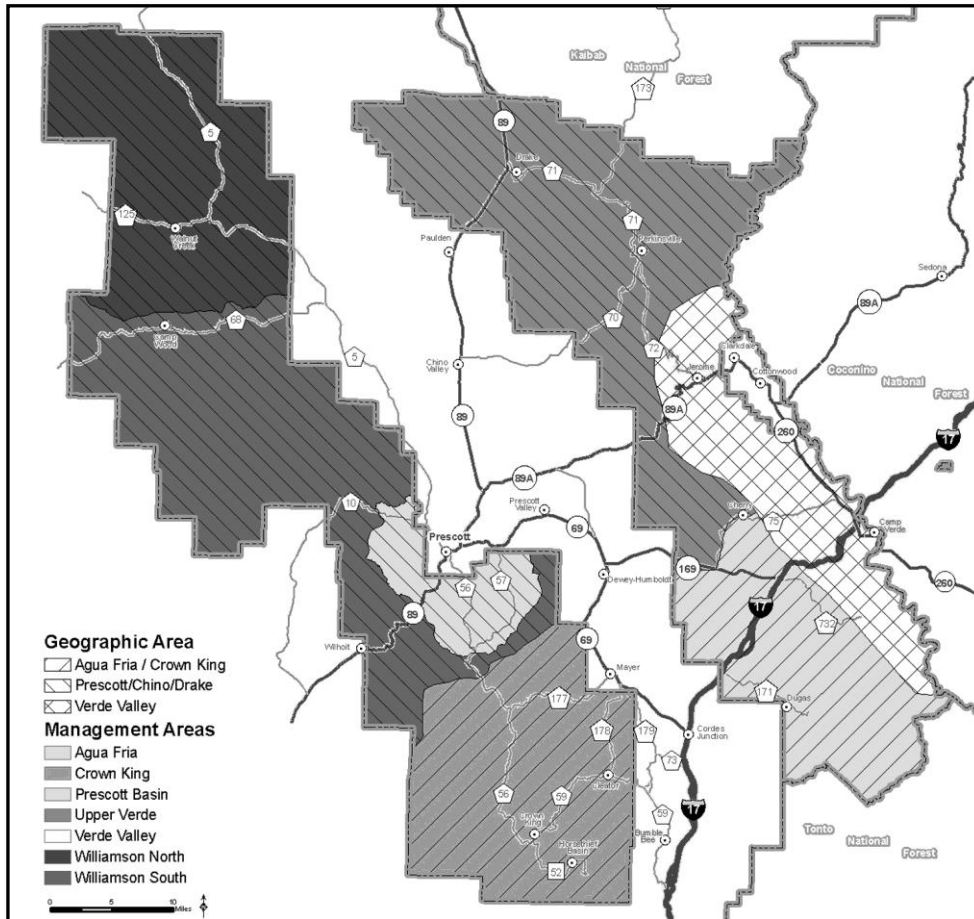 Kaibab
National
Forest
173
89
5
Drake
71
125
71
Walnut
Creek
Paulden
Perkinsville
Sedona
89A
68
Camp
Wood
70
5
72
Clarkdale
Chino
Valley
Jerome
Cottonwood
Coconino
National
Forest
89
89A
260
17
89A
10
Prescott
Valley
Cherry
75
69
Camp
Verde
Prescott
169
56
57
Dewey-Humboldt
260
89
17
732
69
Wilhoit
Mayer
177
171
Dugas
178
179
Cordes
Junction
73
Cleator
56
59
59
17
Crown
King
Bumble
Bee
Horsethief
Basin
52
Tonto
National
Forest
Geographic Area
Agua Fria / Crown King
Prescott/Chino/Drake
Verde Valley
Management Areas
Agua Fria
Crown King
Prescott Basin
Upper Verde
Verde Valley
Williamson North
Williamson South
0 5 10
Miles